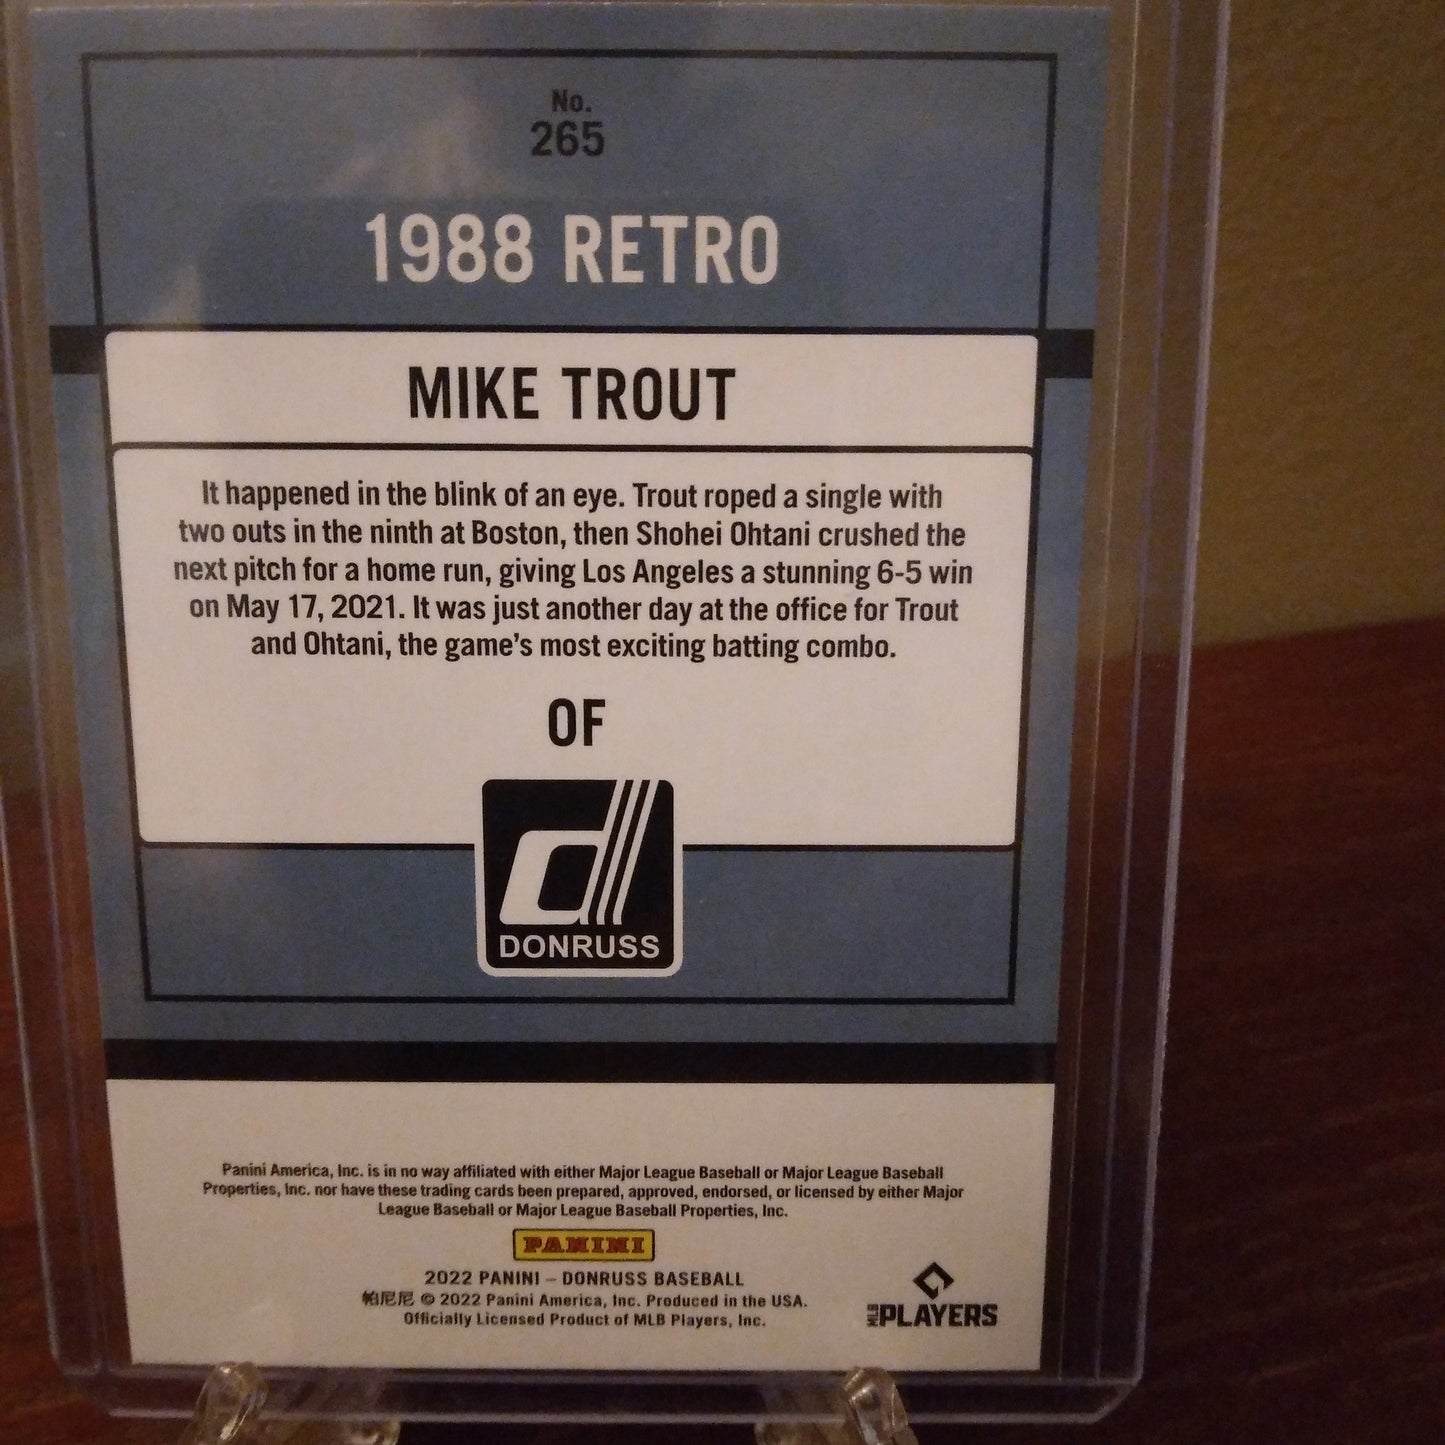 No.
265
1988 RETRO
MIKE TROUT
It happened in the blink of an eye. Trout roped a single with
two outs in the ninth at Boston, then Shohei Ohtani crushed the
next pitch for a home run, giving Los Angeles a stunning 6-5 win
on May 17, 2021. It was just another day at the office for Trout
and Ohtani, the game's most exciting batting combo.
OF
d
DONRUSS
Panini America, Inc. is in no way affiliated with either Major League Baseball or Major League Baseball
Properties, Inc. nor have these trading cards been prepared, approved, endorsed, or licensed by either Major
League Baseball or Major League Baseball Properties, Inc.
PANINI
2022 PANINI – DONRUSS BASEBALL
帕尼尼 © 2022 Panini America, Inc. Produced in the USA.
Officially Licensed Product of MLB Players, Inc.
MLB PLAYERS